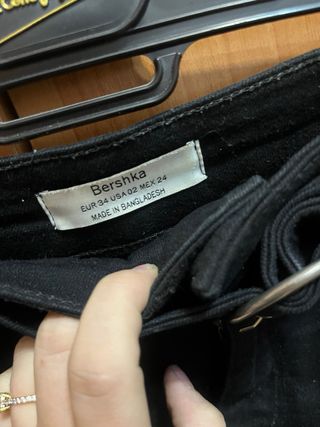 Bershka
EUR 34 USA 02 MEX 24
MADE IN BANGLADESH